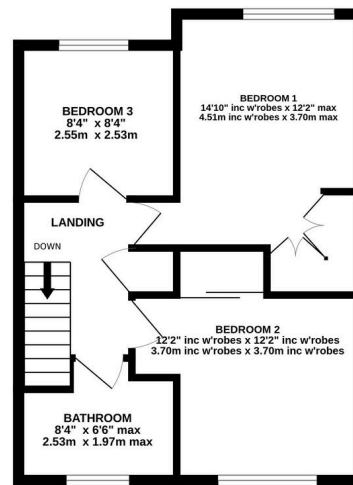 BEDROOM 3
8'4" x 8'4"
2.55m x 2.53m
BEDROOM 1
14'10" inc w'robes x 12'2" max
4.51m inc w'robes x 3.70m max
LANDING
DOWN
BEDROOM 2
12'2" inc w'robes x 12'2" inc w'robes
3.70m inc w'robes x 3.70m inc w'robes
BATHROOM
8'4" x 6'6" max
2.53m x 1.97m max